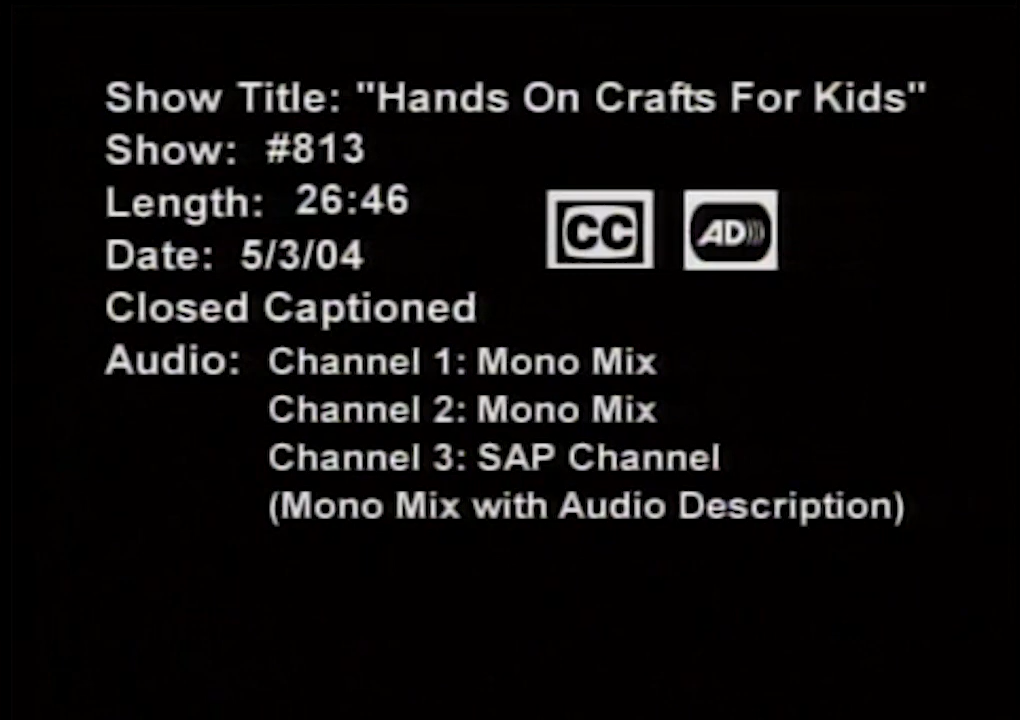 Show Title: "Hands On Crafts For Kids"
Show: #813
Length: 26:46
CC AD)))
Date: 5/3/04
Closed Captioned
Audio: Channel 1: Mono Mix
Channel 2: Mono Mix
Channel 3: SAP Channel
(Mono Mix with Audio Description)